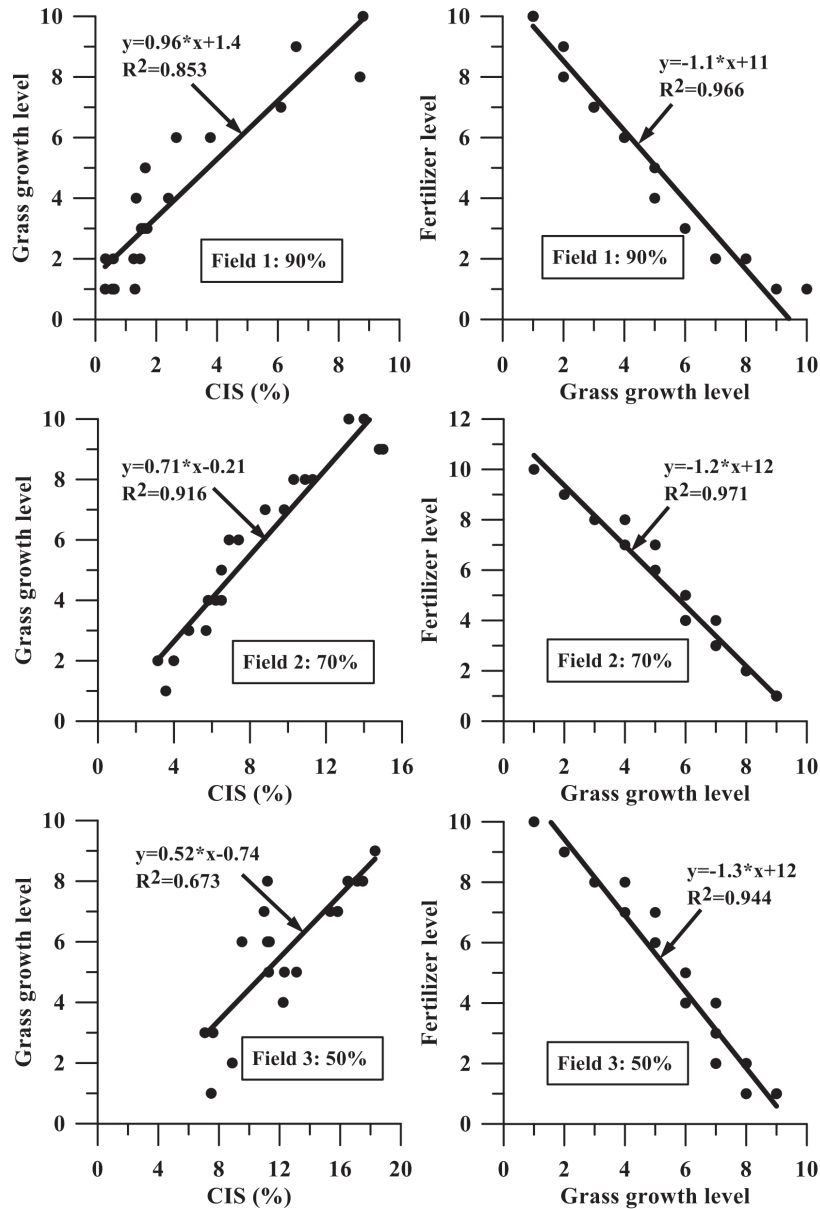 10
8
6
4
2
0
Grass growth level
y=0.96*x+1.4
R2=0.853
Field 1: 90%
0 2 4 6 8 10
CIS (%)
10
8
6
4
2
0
Fertilizer level
y=-1.1*x+11
R2=0.966
Field 1: 90%
0 2 4 6 8 10
Grass growth level
10
8
6
4
2
0
Grass growth level
y=0.71*x-0.21
R2=0.916
Field 2: 70%
0 4 8 12 16
CIS (%)
12
10
8
6
4
2
0
Fertilizer level
y=-1.2*x+12
R2=0.971
Field 2: 70%
0 2 4 6 8 10
Grass growth level
10
8
6
4
2
0
Grass growth level
y=0.52*x-0.74
R2=0.673
Field 3: 50%
0 4 8 12 16 20
CIS (%)
10
8
6
4
2
0
Fertilizer level
y=-1.3*x+12
R2=0.944
Field 3: 50%
0 2 4 6 8 10
Grass growth level